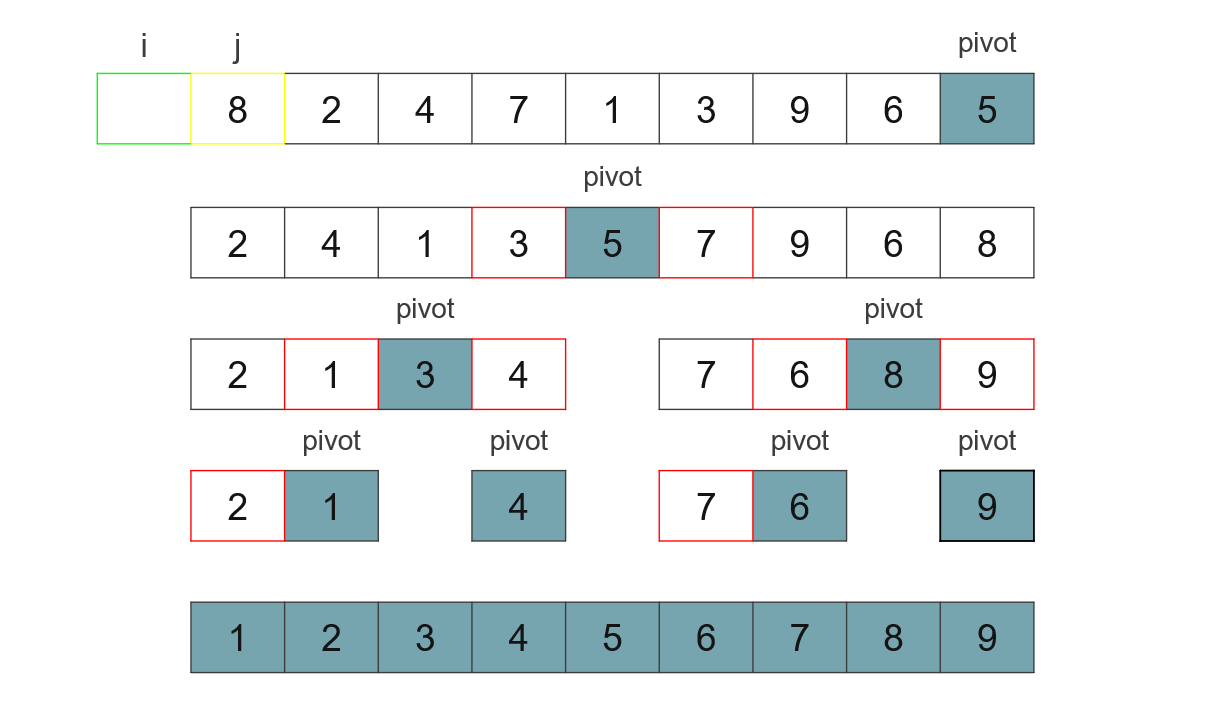 i j pivot
8 2 4 7 1 3 9 6 5
pivot
2 4 1 3 5 7 9 6 8
pivot pivot
2 1 3 4 7 6 8 9
pivot pivot pivot pivot
2 1 4 7 6 9
1 2 3 4 5 6 7 8 9